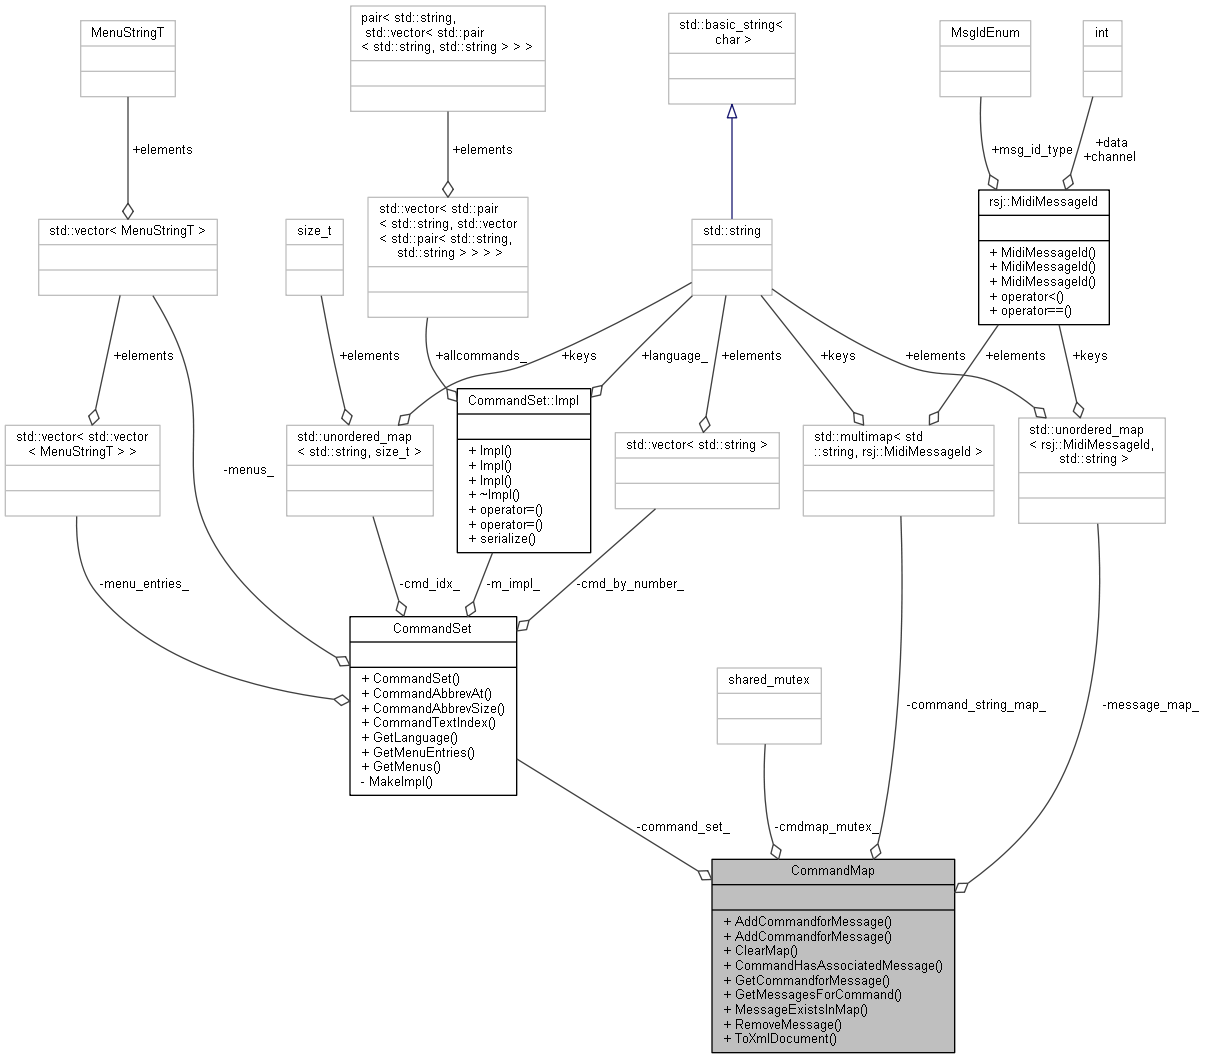 MenuStringT
pair< std::string,
std::vector< std::pair
< std::string, std::string > > >
std::basic_string<
char >
MsgIdEnum
int
+elements
+elements
+msg_id_type
+data
+channel
std::vector< MenuStringT >
size_t
std::vector< std::pair
< std::string, std::vector
< std::pair< std::string,
std::string > > > >
std::string
rsj::MidiMessageId
+ MidiMessageId()
+ MidiMessageId()
+ MidiMessageId()
+ operator<()
+ operator==()
+elements
+elements
+allcommands_
+keys
+language_
+elements
+keys
+elements
+elements
+keys
std::vector< std::vector
< MenuStringT > >
-menus_
std::unordered_map
< std::string, size_t >
CommandSet::Impl
+ Impl()
+ Impl()
+ Impl()
+ ~Impl()
+ operator=()
+ operator=()
+ serialize()
std::vector< std::string >
std::multimap< std
::string, rsj::MidiMessageId >
std::unordered_map
< rsj::MidiMessageId,
std::string >
-menu_entries_
-cmd_idx_
-m_impl_
-cmd_by_number_
CommandSet
+ CommandSet()
+ CommandAbbrevAt()
+ CommandAbbrevSize()
+ CommandTextIndex()
+ GetLanguage()
+ GetMenuEntries()
+ GetMenus()
- MakeImpl()
shared_mutex
-command_string_map_
-message_map_
-command_set_
-cmdmap_mutex_
CommandMap
+ AddCommandforMessage()
+ AddCommandforMessage()
+ ClearMap()
+ CommandHasAssociatedMessage()
+ GetCommandforMessage()
+ GetMessagesForCommand()
+ MessageExistsInMap()
+ RemoveMessage()
+ ToXmlDocument()